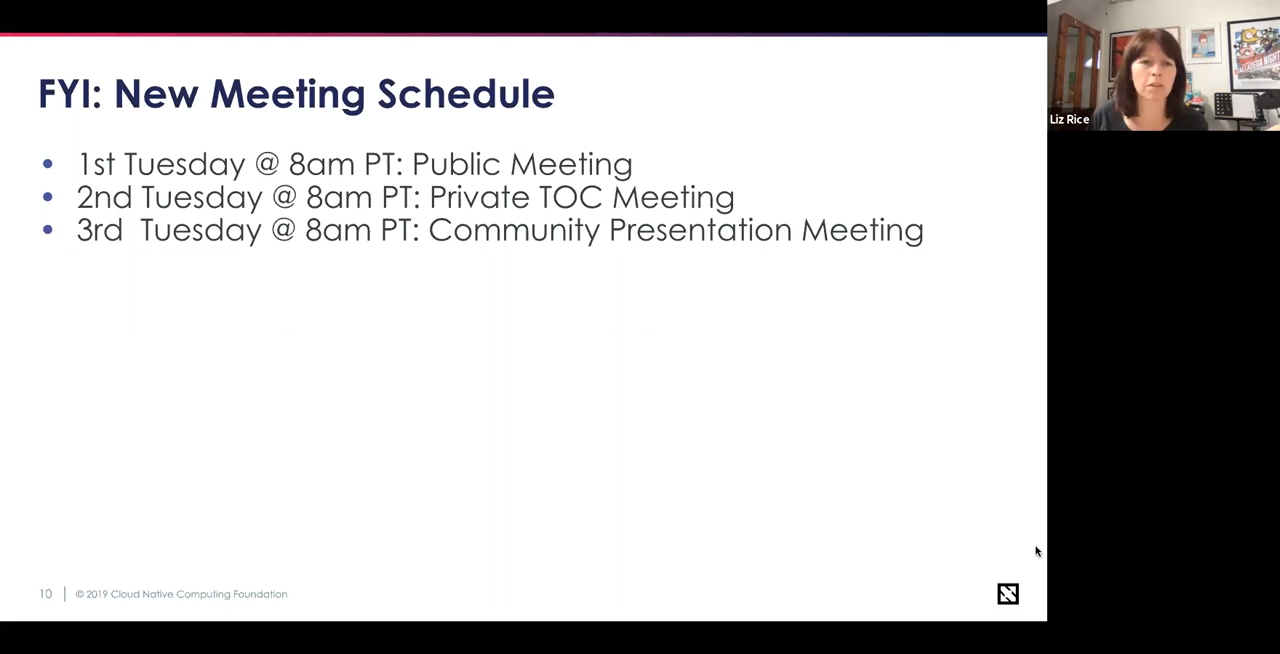 FYI: New Meeting Schedule
• 1st Tuesday @ 8am PT: Public Meeting
• 2nd Tuesday @ 8am PT: Private TOC Meeting
• 3rd  Tuesday @ 8am PT: Community Presentation Meeting
10 | © 2019 Cloud Native Computing Foundation
Liz Rice